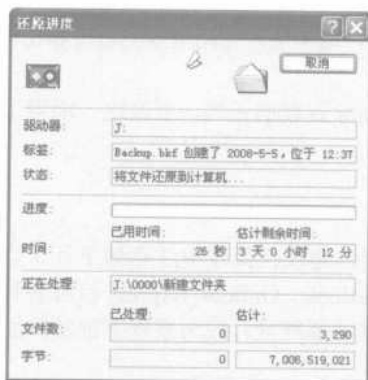 还原进度
取消
驱动器: J:
标签: Backup.bkf 创建了 2008-5-5，位于 12:37
状态: 将文件还原到计算机...
进度:
已用时间: 估计剩余时间:
时间: 26 秒 3 天 0 小时 12 分
正在处理: J:\0000\新建文件夹
已处理: 估计:
文件数: 0 3,290
字节: 0 7,006,519,021